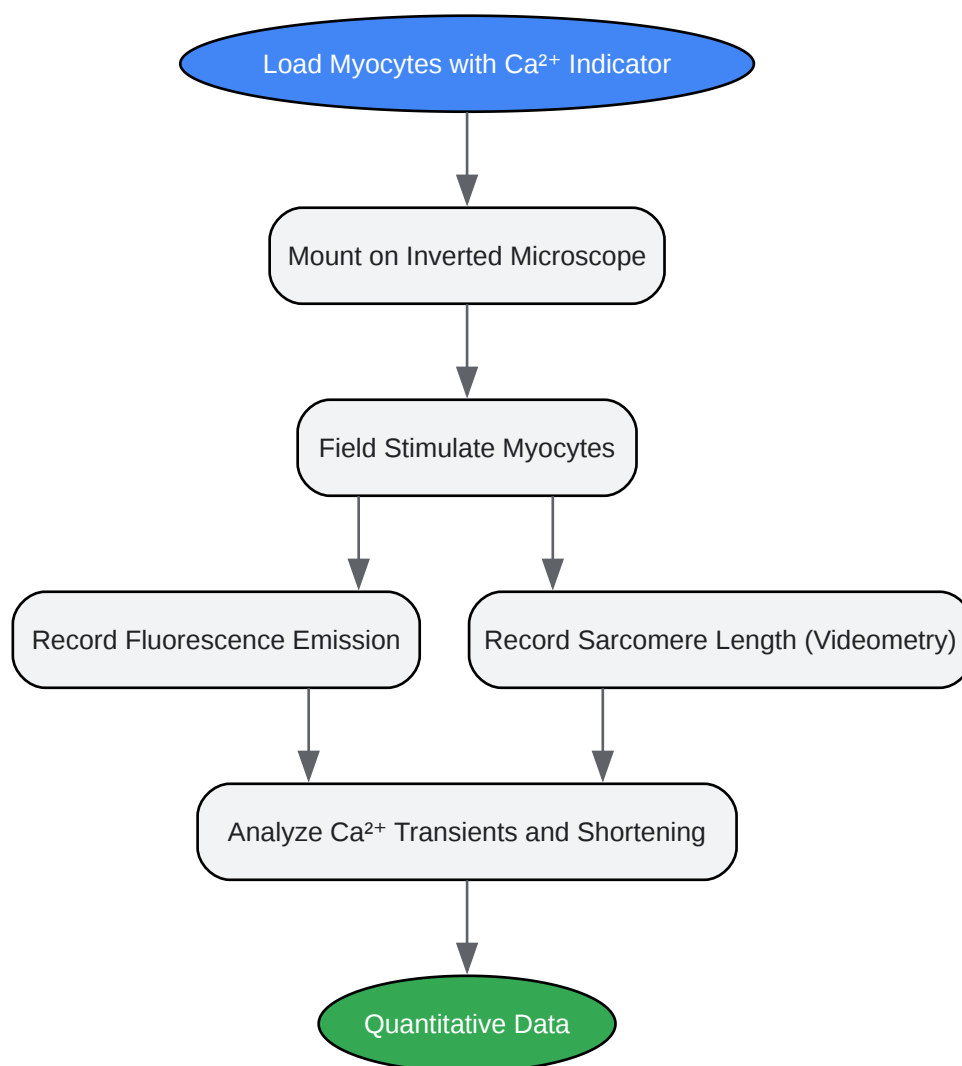 Load Myocytes with Ca²⁺ Indicator
Mount on Inverted Microscope
Field Stimulate Myocytes
Record Fluorescence Emission
Record Sarcomere Length (Videometry)
Analyze Ca²⁺ Transients and Shortening
Quantitative Data